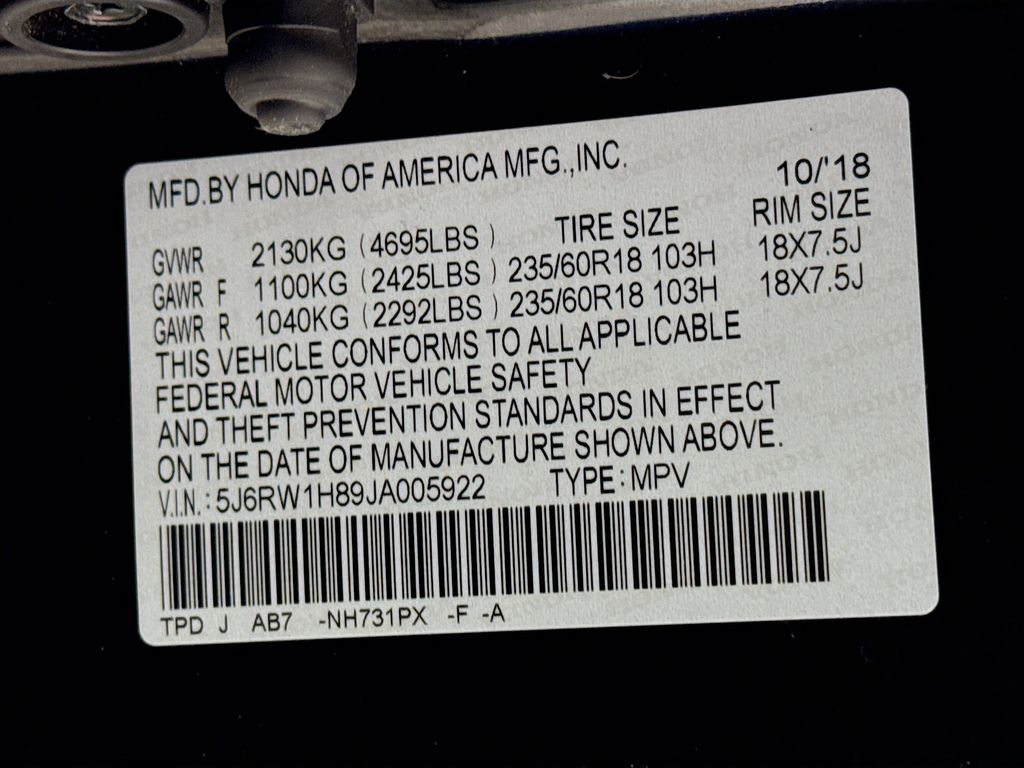 MFD.BY HONDA OF AMERICA MFG.,INC.
10/'18
GVWR 2130KG (4695LBS ) TIRE SIZE RIM SIZE
GAWR F 1100KG (2425LBS ) 235/60R18 103H 18X7.5J
GAWR R 1040KG (2292LBS ) 235/60R18 103H 18X7.5J
THIS VEHICLE CONFORMS TO ALL APPLICABLE
FEDERAL MOTOR VEHICLE SAFETY
AND THEFT PREVENTION STANDARDS IN EFFECT
ON THE DATE OF MANUFACTURE SHOWN ABOVE.
V.I.N.: 5J6RW1H89JA005922 TYPE: MPV
TPD J AB7 -NH731PX -F -A